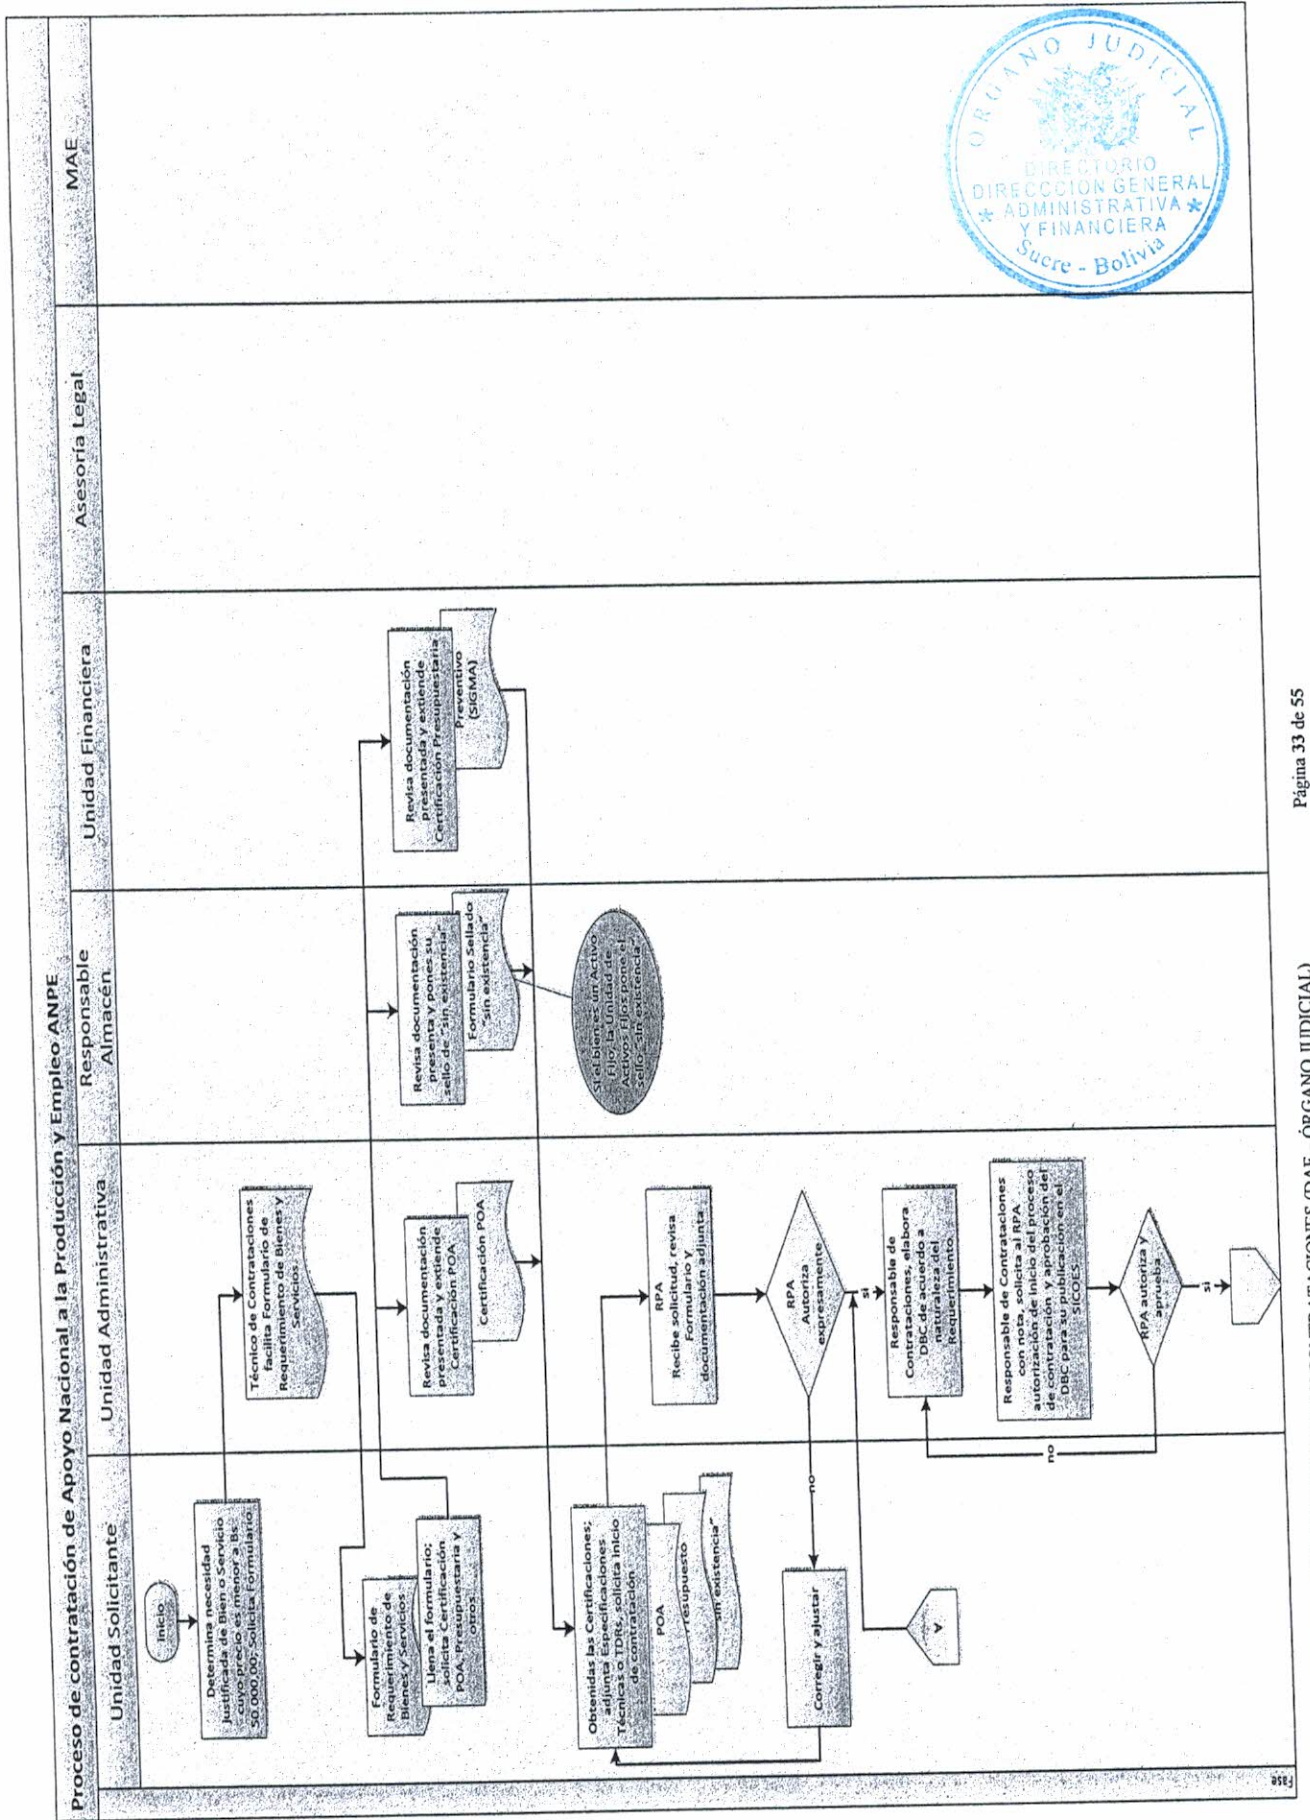 Proceso de contratación de Apoyo Nacional a la Producción y Empleo ANPE
Unidad Solicitante
Unidad Administrativa
Responsable
Almacén
Unidad Financiera
Asesoría Legal
MAE
Inicio
Determina necesidad
justificada de Bien o Servicio
cuyo precio es menor a Bs
50.000,00; Solicita Formulario
Técnico de Contrataciones
facilita Formulario de
Requerimiento de Bienes y
Servicios.
Formulario de
Requerimiento de
Bienes y Servicios
Llena el formulario;
solicita Certificación
POA, Presupuestaria y
otros
Revisa documentación
presentada y extiende
Certificación POA
Certificación POA
Revisa documentación
presenta y pones su
sello de "sin existencia"
Formulario Sellado
"sin existencia"
Si el bien es un Activo
Fijo, la Unidad de
Activos Fijos pone el
sello "sin existencia"
Revisa documentación
presentada y extiende
Certificación Presupuestaria
Preventivo
(SIGMA)
Obtenidas las Certificaciones;
adjunta Especificaciones
Técnicas o TDRs, solicita inicio
de contratación
POA
resupuesto
sin existencia"
RPA
Recibe solicitud, revisa
Formulario y
documentación adjunta
RPA
Autoriza
expresamente
no
si
Corregir y ajustar
A
Responsable de
Contrataciones, elabora
DBC de acuerdo a
naturaleza del
Requerimiento.
Responsable de Contrataciones
con nota, solicita al RPA
autorización de inicio del proceso
de contratación y aprobación del
DBC para su publicación en el
SICOES.
RPA autoriza y
aprueba
no
si
Fase
ORGANO JUDICIAL
DIRECTORIO
DIRECCCION GENERAL
* ADMINISTRATIVA *
Y FINANCIERA
Sucre - Bolivia
ÓRGANO JUDICIAL)
Página 33 de 55